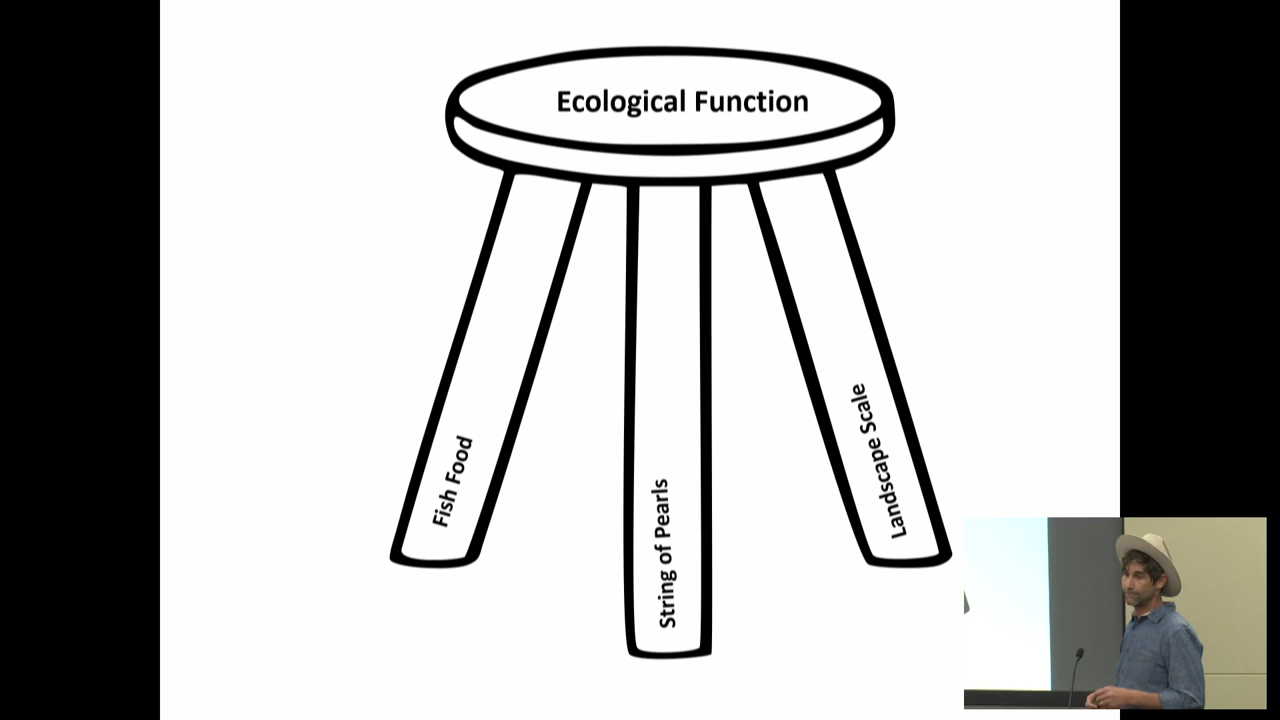 Ecological Function
Fish Food
String of Pearls
Landscape Scale